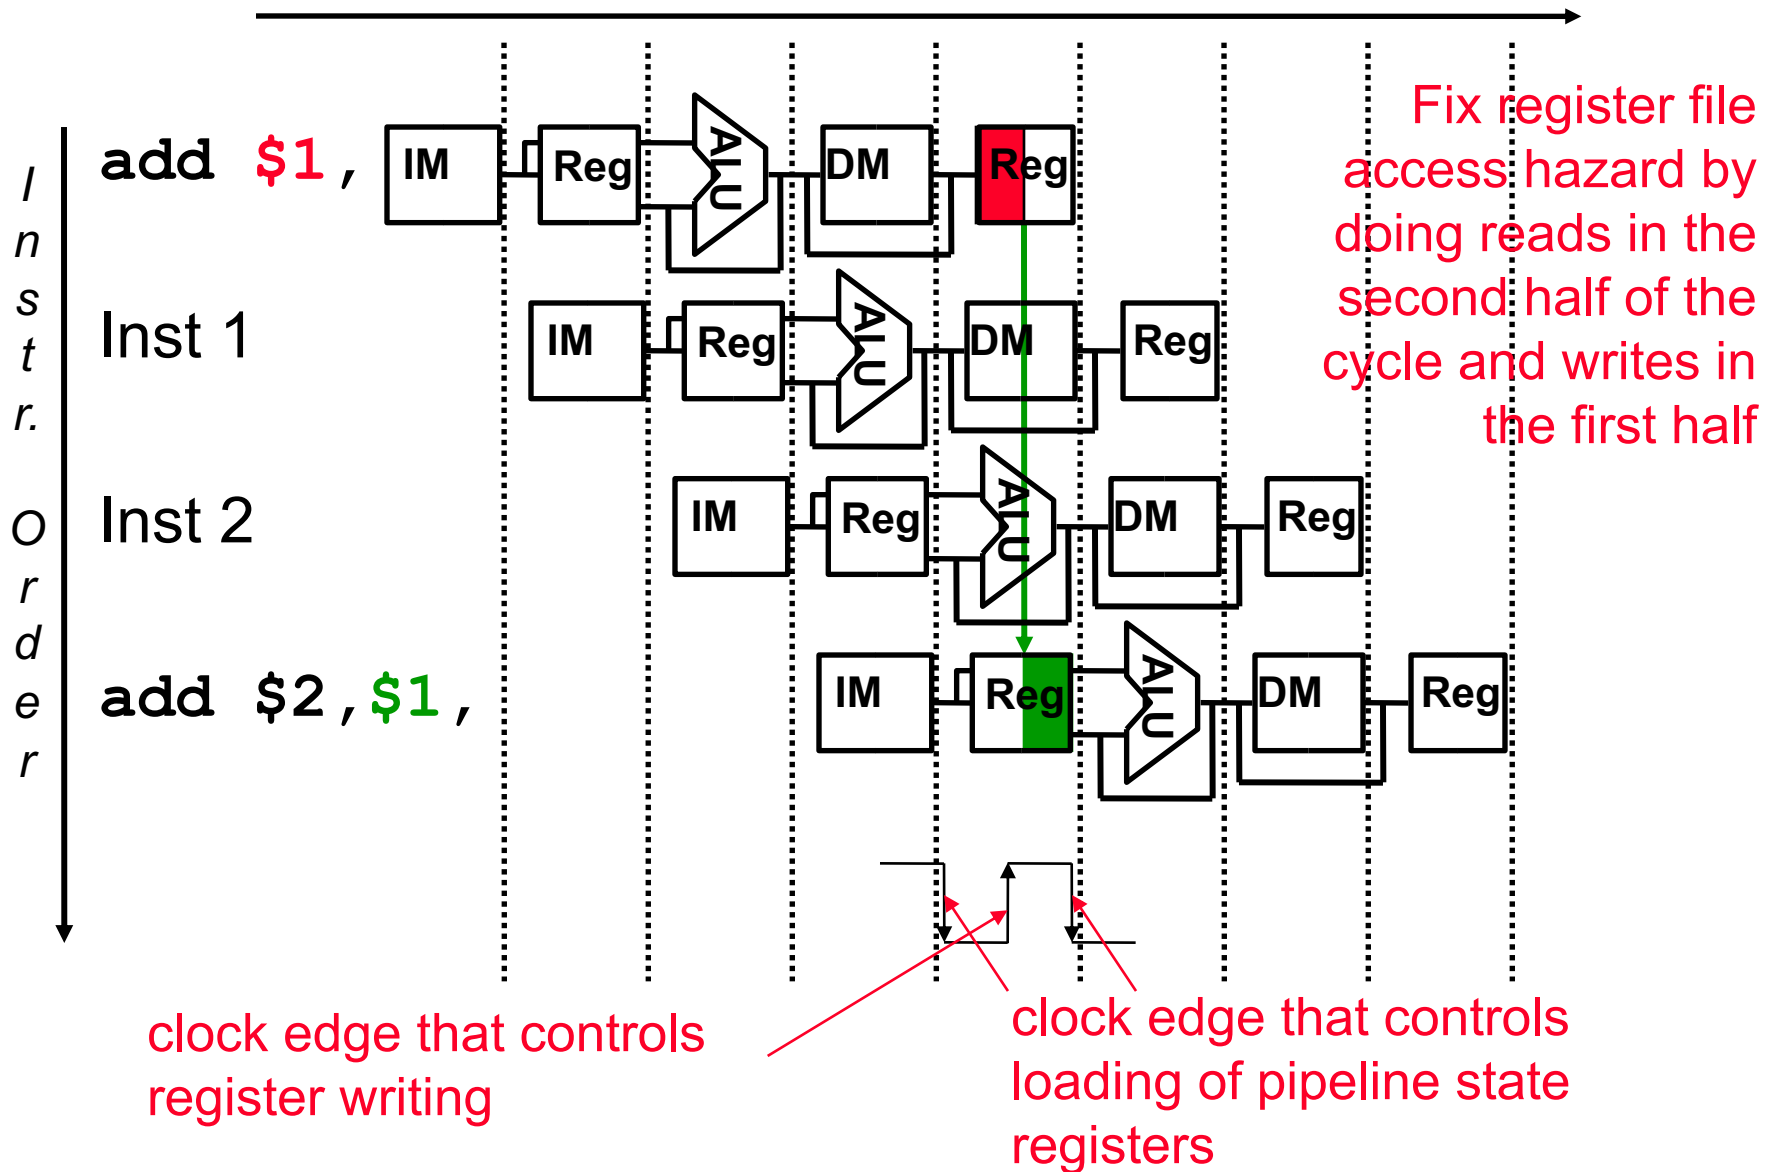 Instr. Order
add $1,
IM
Reg
ALU
DM
Reg
Fix register file
access hazard by
doing reads in the
second half of the
cycle and writes in
the first half
Inst 1
IM
Reg
ALU
DM
Reg
Inst 2
IM
Reg
ALU
DM
Reg
add $2,$1,
IM
Reg
ALU
DM
Reg
clock edge that controls
register writing
clock edge that controls
loading of pipeline state
registers